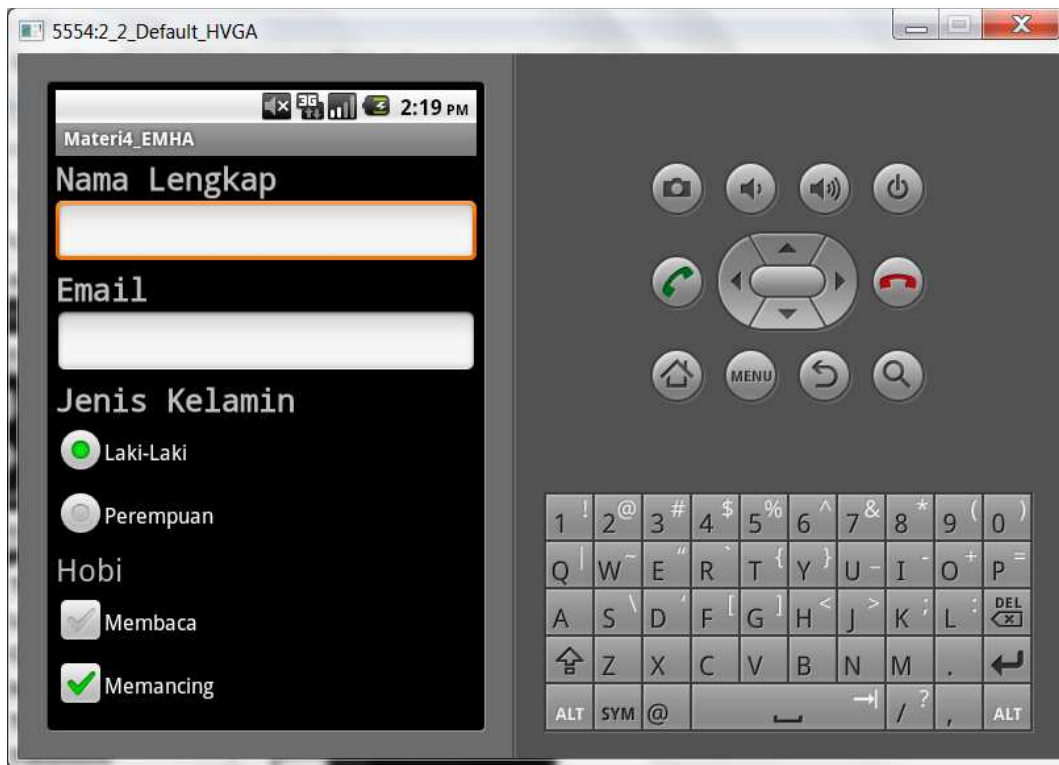 5554:2_2_Default_HVGA
3G 2:19 PM
Materi4_EMHA
Nama Lengkap
Email
Jenis Kelamin
Laki-Laki
Perempuan
Hobi
Membaca
Memancing
MENU
1 ! 2 @ 3 # 4 $ 5 % 6 ^ 7 & 8 * 9 ( 0 )
Q | W ~ E " R ` T { Y } U _ I - O + P =
A S \ D ' F [ G ] H < J > K ; L : DEL
Z X C V B N M .
ALT SYM @ / ? , ALT